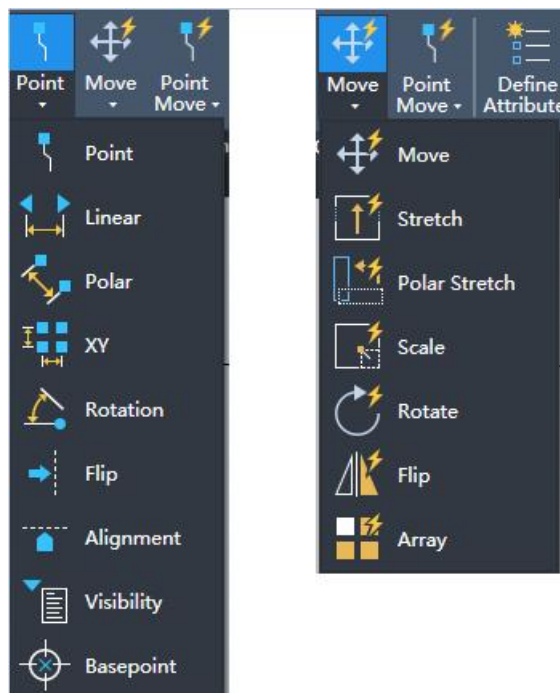 Point
Move
Point
Move
Point
Linear
Polar
XY
Rotation
Flip
Alignment
Visibility
Basepoint
Move
Point
Move
Define
Attribute
Move
Stretch
Polar Stretch
Scale
Rotate
Flip
Array